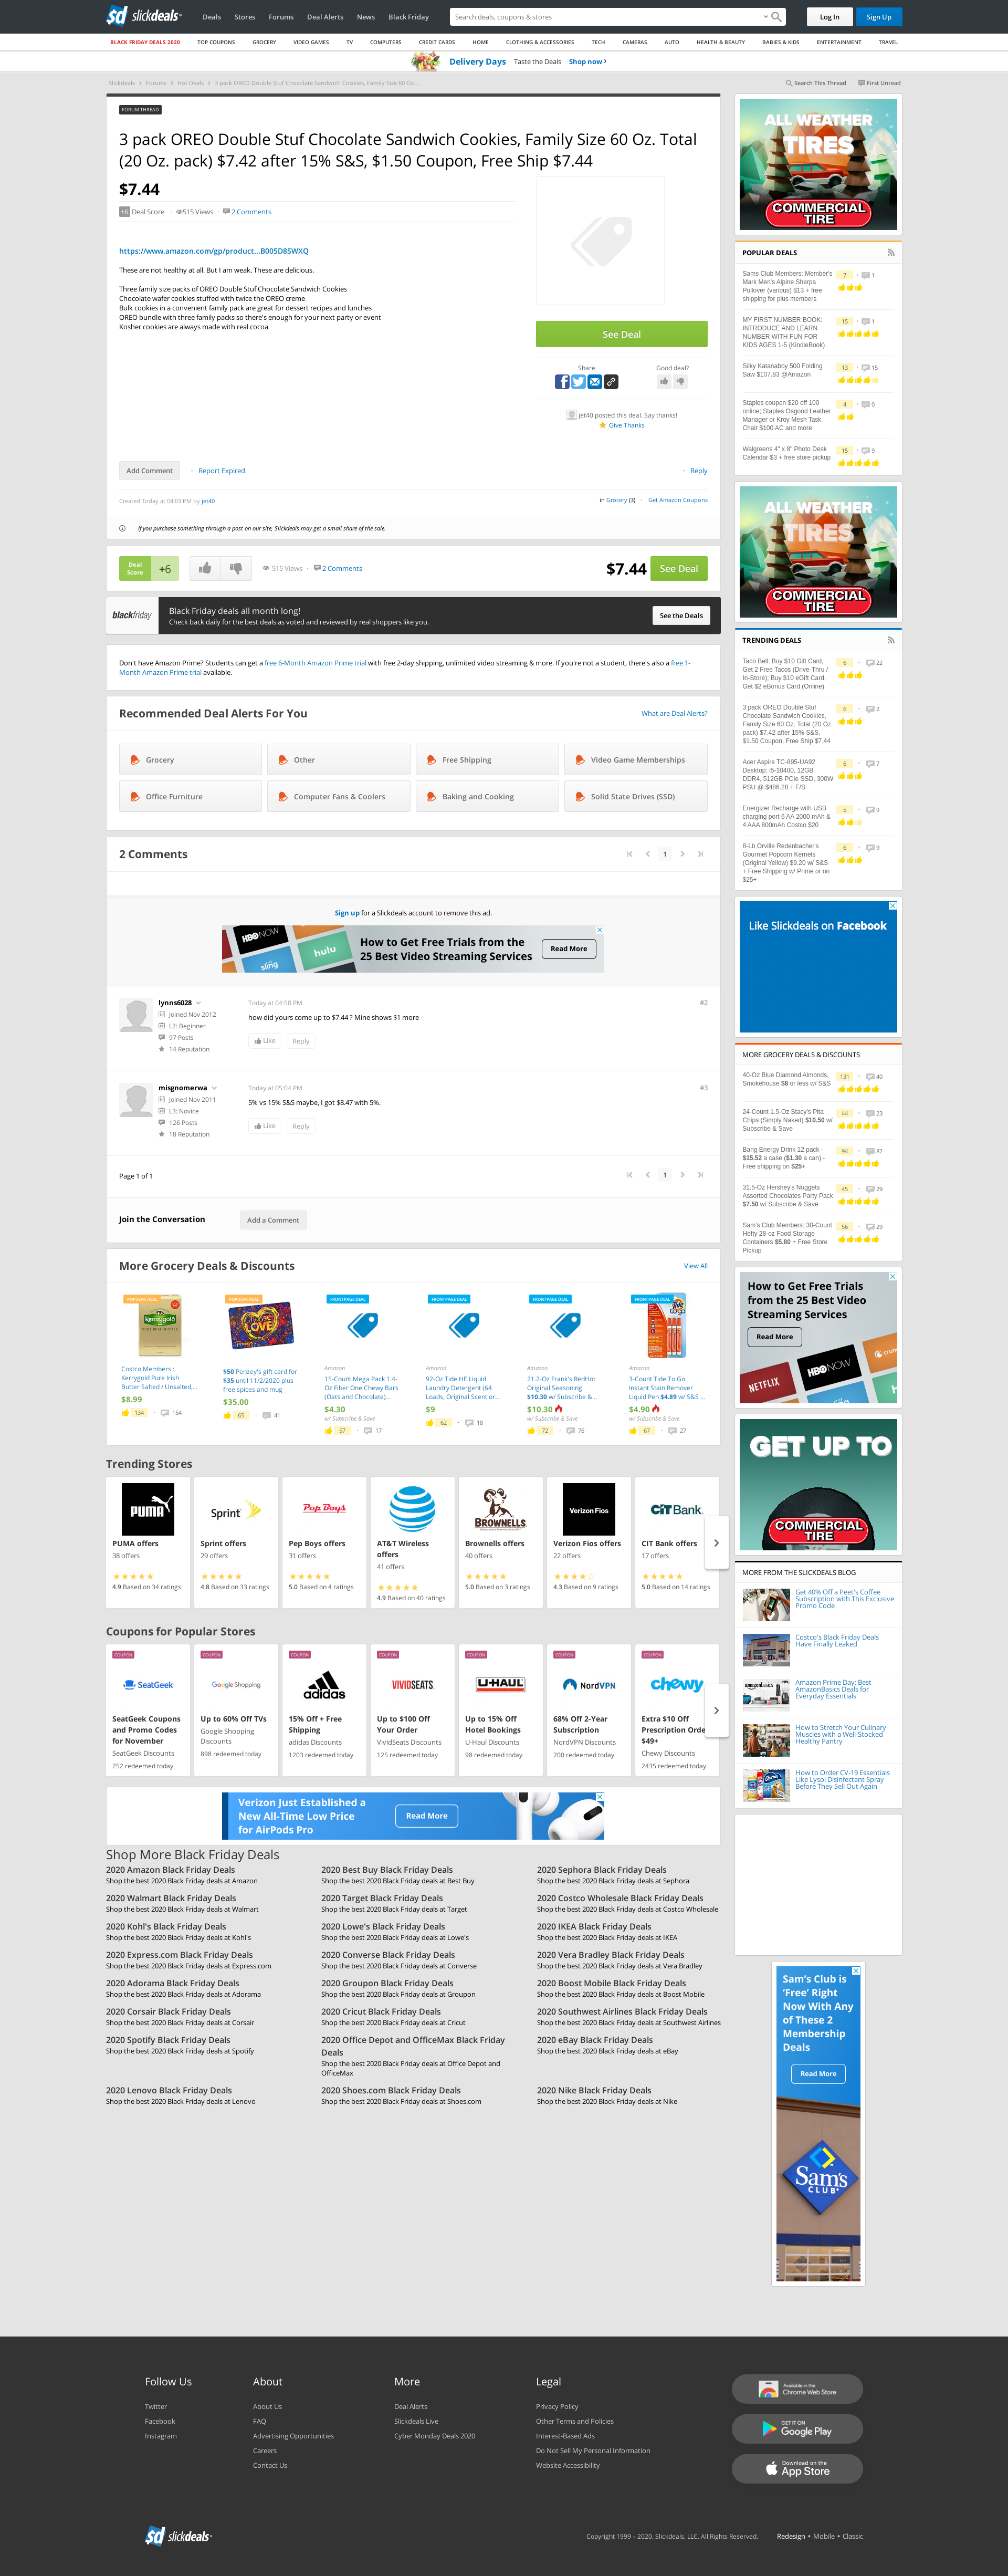 slickdeals
Deals
Stores
Forums
Deal Alerts
News
Black Friday
Search deals, coupons & stores
Log In
Sign Up
BLACK FRIDAY DEALS 2020
TOP COUPONS
GROCERY
VIDEO GAMES
TV
COMPUTERS
CREDIT CARDS
HOME
CLOTHING & ACCESSORIES
TECH
CAMERAS
AUTO
HEALTH & BEAUTY
BABIES & KIDS
ENTERTAINMENT
TRAVEL
Delivery Days Taste the Deals Shop now ›
Slickdeals › Forums › Hot Deals › 3 pack OREO Double Stuf Chocolate Sandwich Cookies, Family Size 60 Oz. ...
Search This Thread
First Unread
FORUM THREAD
3 pack OREO Double Stuf Chocolate Sandwich Cookies, Family Size 60 Oz. Total
(20 Oz. pack) $7.42 after 15% S&S, $1.50 Coupon, Free Ship $7.44
$7.44
+6 Deal Score
515 Views
2 Comments
https://www.amazon.com/gp/product...B005D8SWXQ
These are not healthy at all. But I am weak. These are delicious.
Three family size packs of OREO Double Stuf Chocolate Sandwich Cookies
Chocolate wafer cookies stuffed with twice the OREO creme
Bulk cookies in a convenient family pack are great for dessert recipes and lunches
OREO bundle with three family packs so there's enough for your next party or event
Kosher cookies are always made with real cocoa
See Deal
Share
Good deal?
jet40 posted this deal. Say thanks!
Give Thanks
Add Comment
Report Expired
Reply
Created Today at 04:03 PM by jet40
in Grocery (3)
Get Amazon Coupons
If you purchase something through a post on our site, Slickdeals may get a small share of the sale.
Deal
Score
+6
515 Views
2 Comments
$7.44
See Deal
blackfriday
Black Friday deals all month long!
Check back daily for the best deals as voted and reviewed by real shoppers like you.
See the Deals
Don't have Amazon Prime? Students can get a free 6-Month Amazon Prime trial with free 2-day shipping, unlimited video streaming & more. If you're not a student, there's also a free 1-
Month Amazon Prime trial available.
Recommended Deal Alerts For You
What are Deal Alerts?
Grocery
Other
Free Shipping
Video Game Memberships
Office Furniture
Computer Fans & Coolers
Baking and Cooking
Solid State Drives (SSD)
2 Comments
1
Sign up for a Slickdeals account to remove this ad.
HBO NOW
sling
hulu
How to Get Free Trials from the
25 Best Video Streaming Services
Read More
lynns6028
Joined Nov 2012
L2: Beginner
97 Posts
14 Reputation
Today at 04:58 PM
#2
how did yours come up to $7.44 ? Mine shows $1 more
Like
Reply
misgnomerwa
Joined Nov 2011
L3: Novice
126 Posts
18 Reputation
Today at 05:04 PM
#3
5% vs 15% S&S maybe, I got $8.47 with 5%.
Like
Reply
Page 1 of 1
1
Join the Conversation
Add a Comment
More Grocery Deals & Discounts
View All
POPULAR DEAL
Kerrygold
Costco Members :
Kerrygold Pure Irish
Butter Salted / Unsalted,...
$8.99
134
154
POPULAR DEAL
LOVE
$50 Penzey's gift card for
$35 until 11/2/2020 plus
free spices and mug
$35.00
65
41
FRONTPAGE DEAL
Amazon
15-Count Mega Pack 1.4-
Oz Fiber One Chewy Bars
(Oats and Chocolate)...
$4.30
w/ Subscribe & Save
57
17
FRONTPAGE DEAL
Amazon
92-Oz Tide HE Liquid
Laundry Detergent (64
Loads, Original Scent or...
$9
62
18
FRONTPAGE DEAL
Amazon
21.2-Oz Frank's RedHot
Original Seasoning
$10.30 w/ Subscribe &...
$10.30
w/ Subscribe & Save
72
76
FRONTPAGE DEAL
Tide to Go
Amazon
3-Count Tide To Go
Instant Stain Remover
Liquid Pen $4.89 w/ S&S ...
$4.90
w/ Subscribe & Save
67
27
Trending Stores
PUMA
PUMA offers
38 offers
4.9 Based on 34 ratings
Sprint
Sprint offers
29 offers
4.8 Based on 33 ratings
Pep Boys
Pep Boys offers
31 offers
5.0 Based on 4 ratings
AT&T Wireless
offers
41 offers
4.9 Based on 40 ratings
BROWNELLS
Brownells offers
40 offers
5.0 Based on 3 ratings
Verizon Fios
Verizon Fios offers
22 offers
4.3 Based on 9 ratings
CIT Bank
CIT Bank offers
17 offers
5.0 Based on 14 ratings
Coupons for Popular Stores
COUPON
SeatGeek
SeatGeek Coupons
and Promo Codes
for November
SeatGeek Discounts
252 redeemed today
COUPON
Google Shopping
Up to 60% Off TVs
Google Shopping
Discounts
898 redeemed today
COUPON
adidas
15% Off + Free
Shipping
adidas Discounts
1203 redeemed today
COUPON
VIVIDSEATS
Up to $100 Off
Your Order
VividSeats Discounts
125 redeemed today
COUPON
U-HAUL
Up to 15% Off
Hotel Bookings
U-Haul Discounts
98 redeemed today
COUPON
NordVPN
68% Off 2-Year
Subscription
NordVPN Discounts
200 redeemed today
COUPON
chewy
Extra $10 Off
Prescription Orde
$49+
Chewy Discounts
2435 redeemed today
Verizon Just Established a
New All-Time Low Price
for AirPods Pro
Read More
Shop More Black Friday Deals
2020 Amazon Black Friday Deals
Shop the best 2020 Black Friday deals at Amazon
2020 Best Buy Black Friday Deals
Shop the best 2020 Black Friday deals at Best Buy
2020 Sephora Black Friday Deals
Shop the best 2020 Black Friday deals at Sephora
2020 Walmart Black Friday Deals
Shop the best 2020 Black Friday deals at Walmart
2020 Target Black Friday Deals
Shop the best 2020 Black Friday deals at Target
2020 Costco Wholesale Black Friday Deals
Shop the best 2020 Black Friday deals at Costco Wholesale
2020 Kohl's Black Friday Deals
Shop the best 2020 Black Friday deals at Kohl's
2020 Lowe's Black Friday Deals
Shop the best 2020 Black Friday deals at Lowe's
2020 IKEA Black Friday Deals
Shop the best 2020 Black Friday deals at IKEA
2020 Express.com Black Friday Deals
Shop the best 2020 Black Friday deals at Express.com
2020 Converse Black Friday Deals
Shop the best 2020 Black Friday deals at Converse
2020 Vera Bradley Black Friday Deals
Shop the best 2020 Black Friday deals at Vera Bradley
2020 Adorama Black Friday Deals
Shop the best 2020 Black Friday deals at Adorama
2020 Groupon Black Friday Deals
Shop the best 2020 Black Friday deals at Groupon
2020 Boost Mobile Black Friday Deals
Shop the best 2020 Black Friday deals at Boost Mobile
2020 Corsair Black Friday Deals
Shop the best 2020 Black Friday deals at Corsair
2020 Cricut Black Friday Deals
Shop the best 2020 Black Friday deals at Cricut
2020 Southwest Airlines Black Friday Deals
Shop the best 2020 Black Friday deals at Southwest Airlines
2020 Spotify Black Friday Deals
Shop the best 2020 Black Friday deals at Spotify
2020 Office Depot and OfficeMax Black Friday
Deals
Shop the best 2020 Black Friday deals at Office Depot and
OfficeMax
2020 eBay Black Friday Deals
Shop the best 2020 Black Friday deals at eBay
2020 Lenovo Black Friday Deals
Shop the best 2020 Black Friday deals at Lenovo
2020 Shoes.com Black Friday Deals
Shop the best 2020 Black Friday deals at Shoes.com
2020 Nike Black Friday Deals
Shop the best 2020 Black Friday deals at Nike
ALL WEATHER
TIRES
COMMERCIAL
TIRE
POPULAR DEALS
Sams Club Members: Member's
Mark Men's Alpine Sherpa
Pullover (various) $13 + free
shipping for plus members
7
1
MY FIRST NUMBER BOOK:
INTRODUCE AND LEARN
NUMBER WITH FUN FOR
KIDS AGES 1-5 (KindleBook)
15
1
Silky Katanaboy 500 Folding
Saw $107.63 @Amazon
13
15
Staples coupon $20 off 100
online; Staples Osgood Leather
Manager or Kroy Mesh Task
Chair $100 AC and more
4
0
Walgreens 4" x 8" Photo Desk
Calendar $3 + free store pickup
15
9
ALL WEATHER
TIRES
COMMERCIAL
TIRE
TRENDING DEALS
Taco Bell: Buy $10 Gift Card,
Get 2 Free Tacos (Drive-Thru /
In-Store); Buy $10 eGift Card,
Get $2 eBonus Card (Online)
6
22
3 pack OREO Double Stuf
Chocolate Sandwich Cookies,
Family Size 60 Oz. Total (20 Oz.
pack) $7.42 after 15% S&S,
$1.50 Coupon, Free Ship $7.44
6
2
Acer Aspire TC-895-UA92
Desktop: i5-10400, 12GB
DDR4, 512GB PCIe SSD, 300W
PSU @ $486.28 + F/S
6
7
Energizer Recharge with USB
charging port 6 AA 2000 mAh &
4 AAA 800mAh Costco $20
5
9
8-Lb Orville Redenbacher's
Gourmet Popcorn Kernels
(Original Yellow) $9.20 w/ S&S
+ Free Shipping w/ Prime or on
$25+
6
9
Like Slickdeals on Facebook
MORE GROCERY DEALS & DISCOUNTS
40-Oz Blue Diamond Almonds,
Smokehouse $8 or less w/ S&S
131
40
24-Count 1.5-Oz Stacy's Pita
Chips (Simply Naked) $10.50 w/
Subscribe & Save
44
23
Bang Energy Drink 12 pack -
$15.52 a case ($1.30 a can) -
Free shipping on $25+
94
82
31.5-Oz Hershey's Nuggets
Assorted Chocolates Party Pack
$7.50 w/ Subscribe & Save
45
29
Sam's Club Members: 30-Count
Hefty 28-oz Food Storage
Containers $5.80 + Free Store
Pickup
56
29
How to Get Free Trials
from the 25 Best Video
Streaming Services
Read More
NETFLIX
HBO NOW
sling
GET UP TO
COMMERCIAL
TIRE
MORE FROM THE SLICKDEALS BLOG
Get 40% Off a Peet's Coffee
Subscription with This Exclusive
Promo Code
Costco's Black Friday Deals
Have Finally Leaked
Amazon Prime Day: Best
AmazonBasics Deals for
Everyday Essentials
How to Stretch Your Culinary
Muscles with a Well-Stocked
Healthy Pantry
How to Order CV-19 Essentials
Like Lysol Disinfectant Spray
Before They Sell Out Again
Sam's Club is
'Free' Right
Now With Any
of These 2
Membership
Deals
Read More
Sam's
CLUB
Follow Us
Twitter
Facebook
Instagram
About
About Us
FAQ
Advertising Opportunities
Careers
Contact Us
More
Deal Alerts
Slickdeals Live
Cyber Monday Deals 2020
Legal
Privacy Policy
Other Terms and Policies
Interest-Based Ads
Do Not Sell My Personal Information
Website Accessibility
Available in the
Chrome Web Store
GET IT ON
Google Play
Download on the
App Store
slickdeals
Copyright 1999 – 2020. Slickdeals, LLC. All Rights Reserved.
Redesign • Mobile • Classic